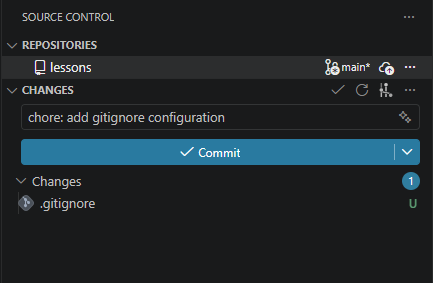 SOURCE CONTROL
REPOSITORIES
lessons main*
CHANGES
chore: add gitignore configuration
Commit
Changes 1
.gitignore U